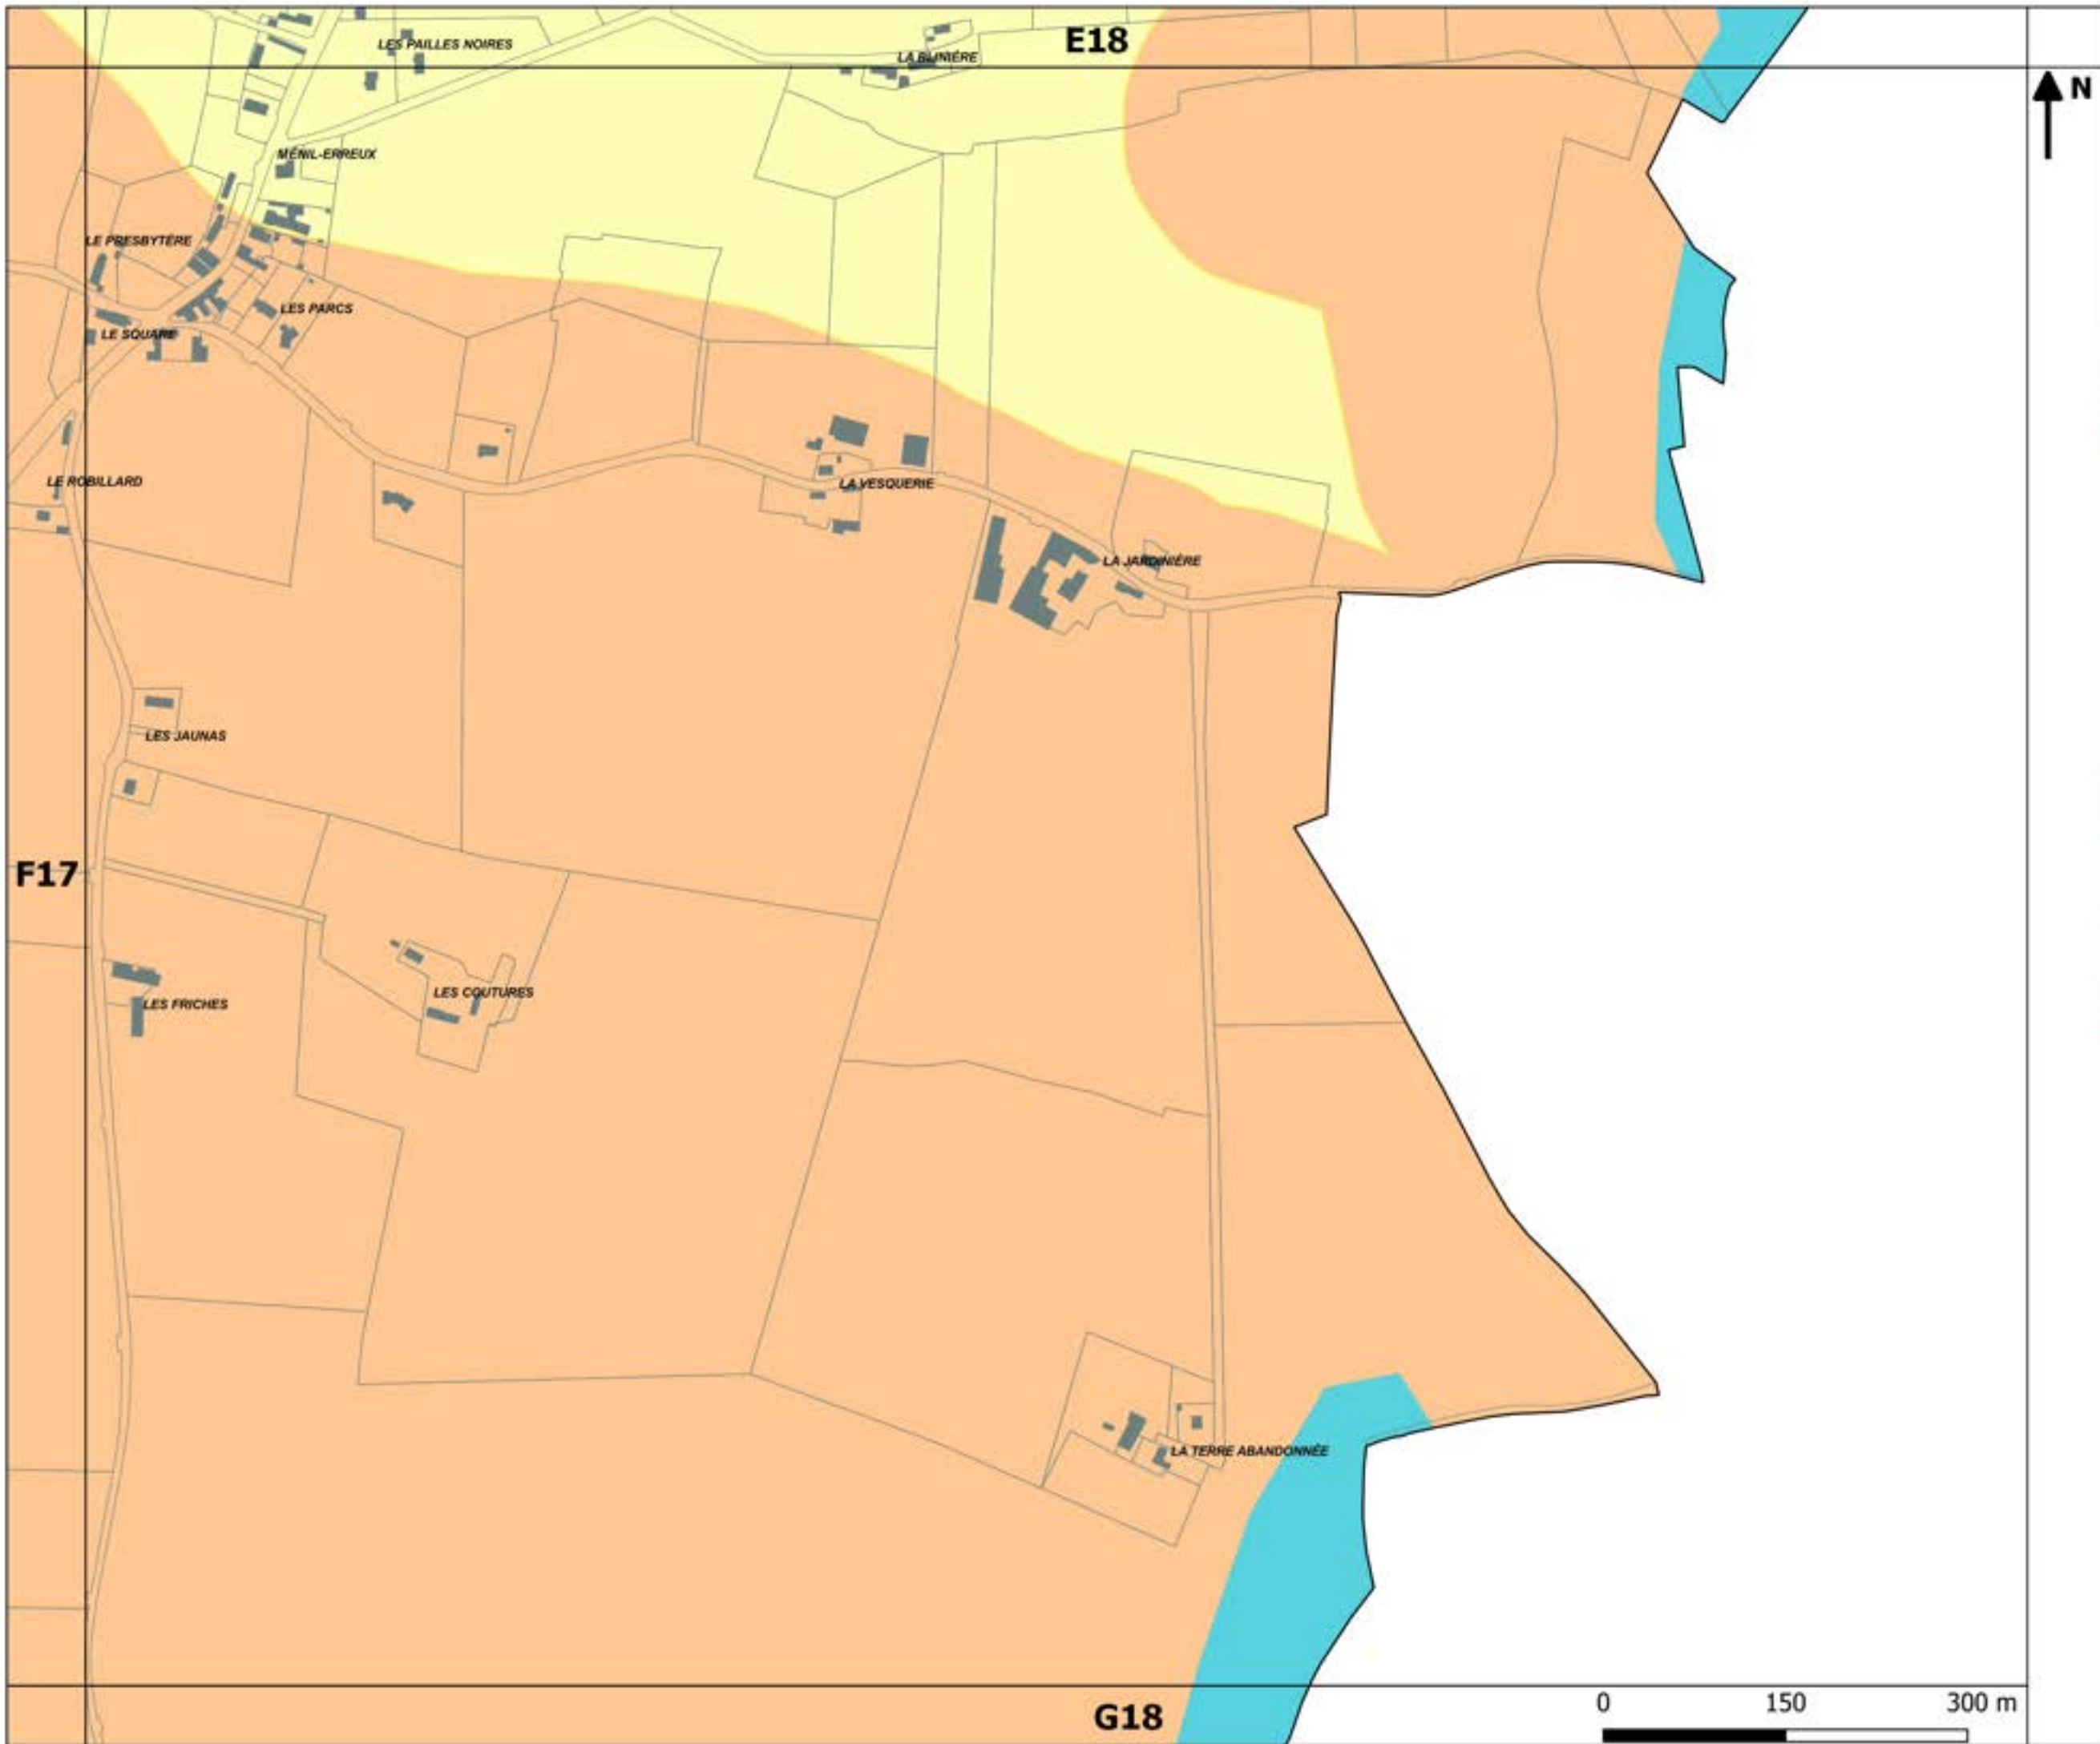 E18
LES PAILLES NOIRES
LA BLINIÈRE
N
MÉNIL-ERREUX
LE PRESBYTÈRE
LES PARCS
LE SQUARE
LE ROBILLARD
LA VESQUERIE
LA JARDINIÈRE
LES JAUNAS
F17
LES COUTURES
LES FRICHES
LA TERRE ABANDONNÉE
G18
0 150 300 m